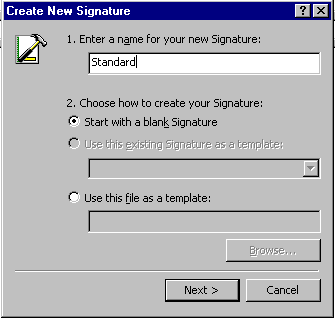 Create New Signature
1. Enter a name for your new Signature:
Standard
2. Choose how to create your Signature:
Start with a blank Signature
Use this existing Signature as a template:
Use this file as a template:
Browse...
Next >
Cancel